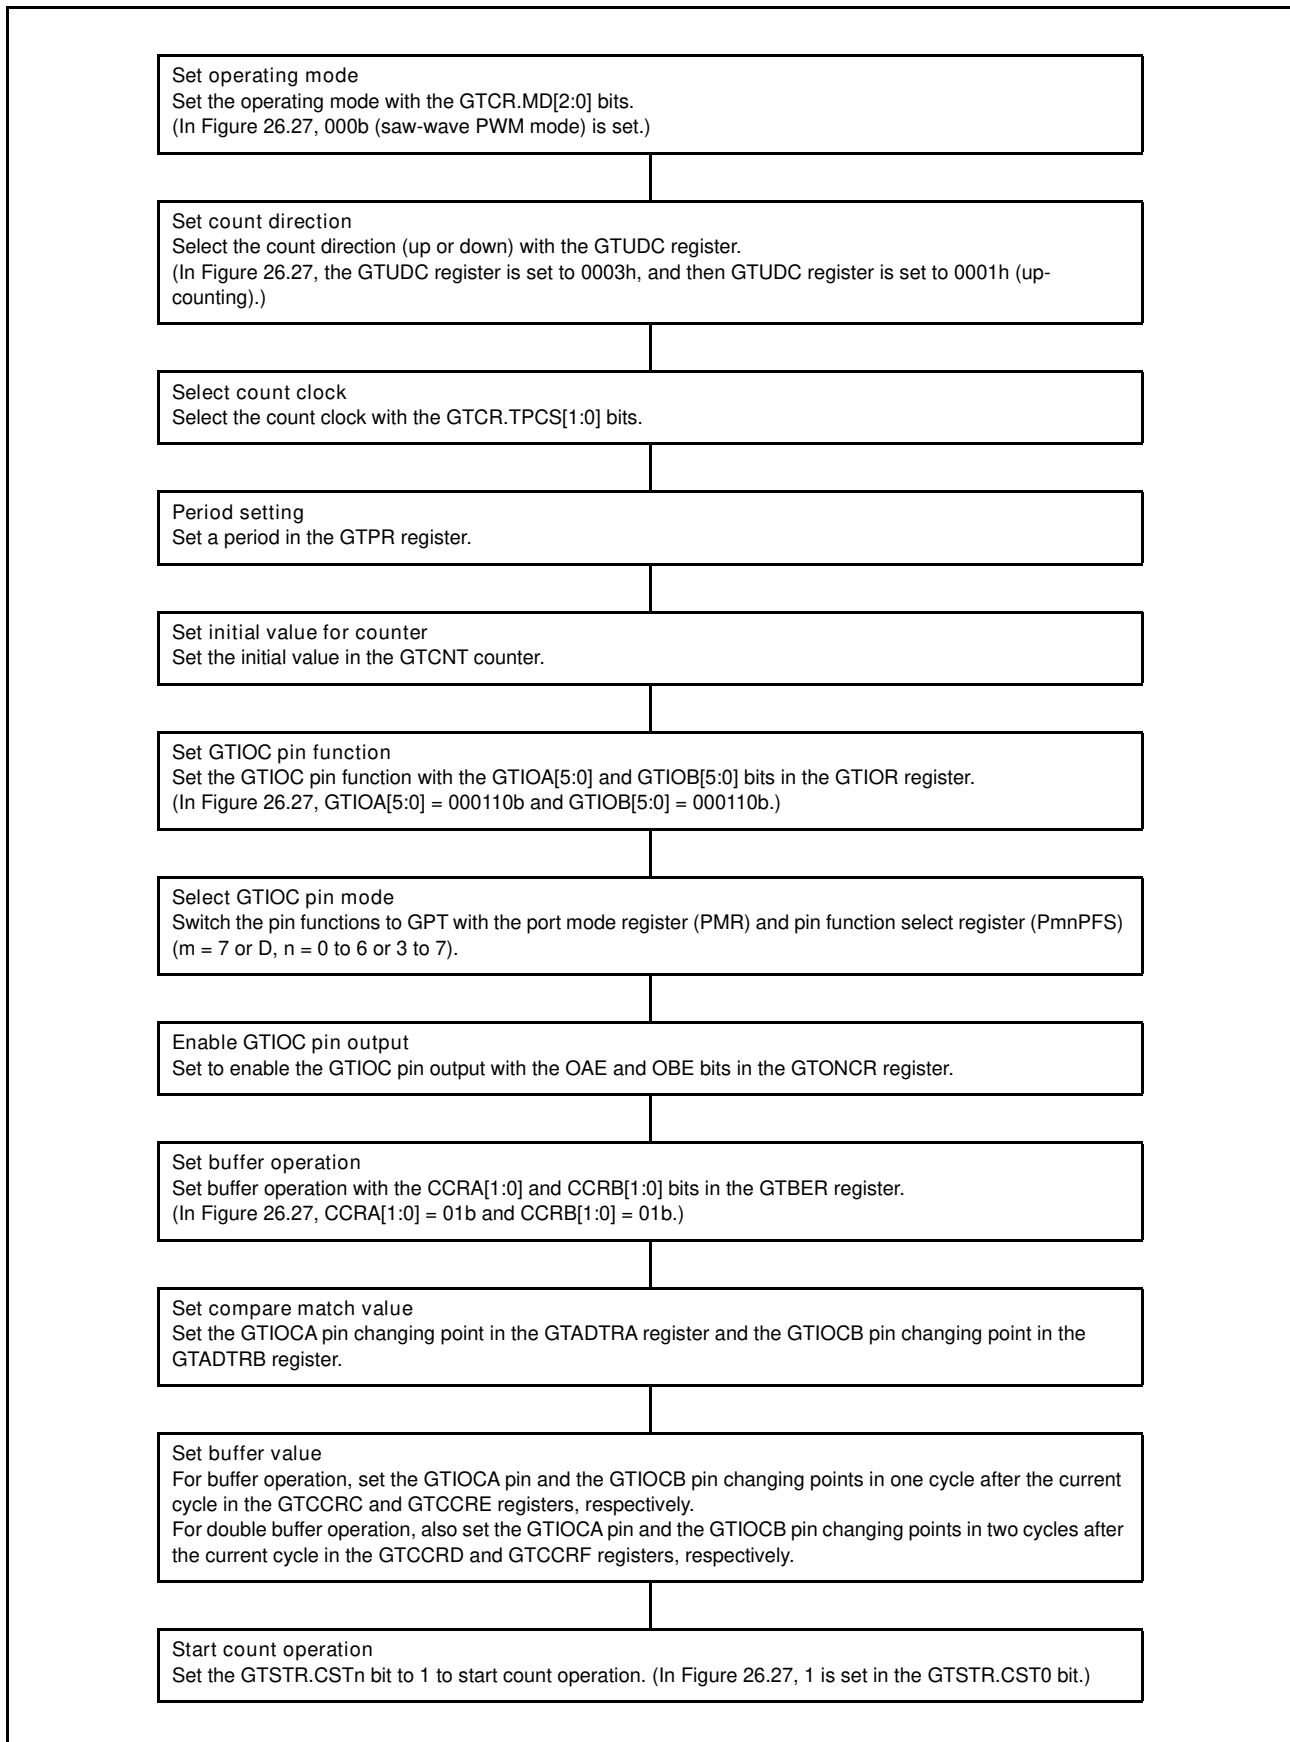 Set operating mode
Set the operating mode with the GTCR.MD[2:0] bits.
(In Figure 26.27, 000b (saw-wave PWM mode) is set.)
Set count direction
Select the count direction (up or down) with the GTUDC register.
(In Figure 26.27, the GTUDC register is set to 0003h, and then GTUDC register is set to 0001h (up-
counting).)
Select count clock
Select the count clock with the GTCR.TPCS[1:0] bits.
Period setting
Set a period in the GTPR register.
Set initial value for counter
Set the initial value in the GTCNT counter.
Set GTIOC pin function
Set the GTIOC pin function with the GTIOA[5:0] and GTIOB[5:0] bits in the GTIOR register.
(In Figure 26.27, GTIOA[5:0] = 000110b and GTIOB[5:0] = 000110b.)
Select GTIOC pin mode
Switch the pin functions to GPT with the port mode register (PMR) and pin function select register (PmnPFS)
(m = 7 or D, n = 0 to 6 or 3 to 7).
Enable GTIOC pin output
Set to enable the GTIOC pin output with the OAE and OBE bits in the GTONCR register.
Set buffer operation
Set buffer operation with the CCRA[1:0] and CCRB[1:0] bits in the GTBER register.
(In Figure 26.27, CCRA[1:0] = 01b and CCRB[1:0] = 01b.)
Set compare match value
Set the GTIOCA pin changing point in the GTADTRA register and the GTIOCB pin changing point in the
GTADTRB register.
Set buffer value
For buffer operation, set the GTIOCA pin and the GTIOCB pin changing points in one cycle after the current
cycle in the GTCCRC and GTCCRE registers, respectively.
For double buffer operation, also set the GTIOCA pin and the GTIOCB pin changing points in two cycles after
the current cycle in the GTCCRD and GTCCRF registers, respectively.
Start count operation
Set the GTSTR.CSTn bit to 1 to start count operation. (In Figure 26.27, 1 is set in the GTSTR.CST0 bit.)